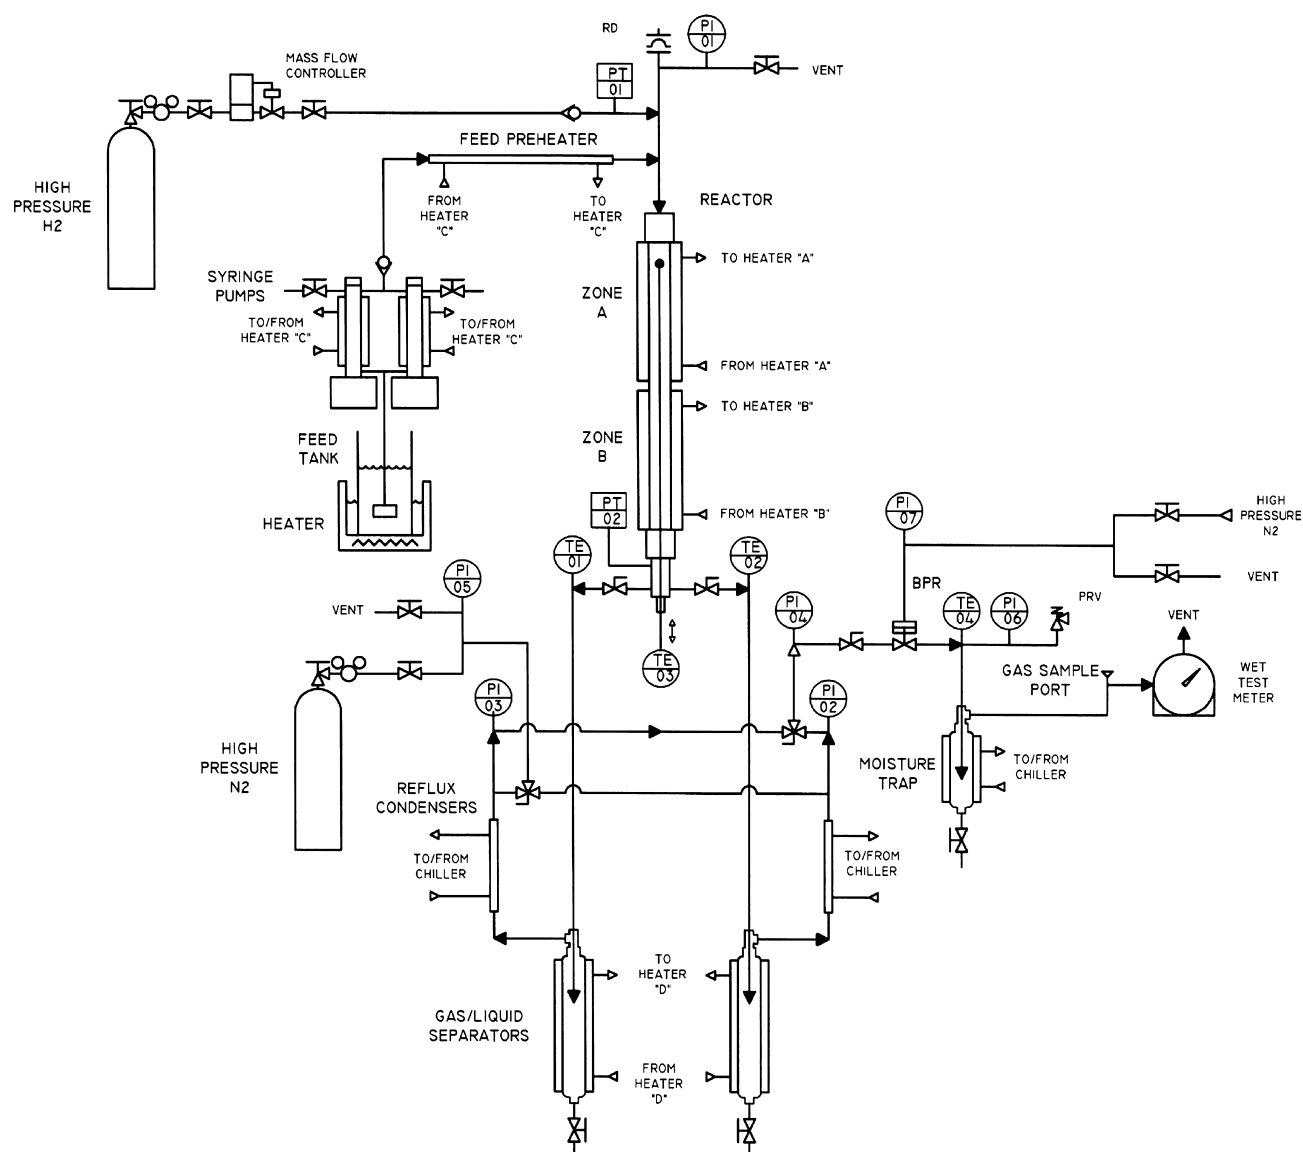 RD
PI
01
MASS FLOW
CONTROLLER
VENT
PT
01
FEED PREHEATER
HIGH
PRESSURE
H2
FROM
HEATER
"C"
TO
HEATER
"C"
REACTOR
TO HEATER "A"
SYRINGE
PUMPS
ZONE
A
TO/FROM
HEATER "C"
TO/FROM
HEATER "C"
FROM HEATER "A"
TO HEATER "B"
FEED
TANK
ZONE
B
HEATER
PT
02
FROM HEATER "B"
PI
07
HIGH
PRESSURE
N2
TE
01
TE
02
PI
05
BPR
VENT
VENT
PI
04
TE
04
PI
06
PRV
VENT
TE
03
GAS SAMPLE
PORT
WET
TEST
METER
PI
03
PI
02
HIGH
PRESSURE
N2
MOISTURE
TRAP
TO/FROM
CHILLER
REFLUX
CONDENSERS
TO/FROM
CHILLER
TO/FROM
CHILLER
TO
HEATER
"D"
GAS/LIQUID
SEPARATORS
FROM
HEATER
"D"